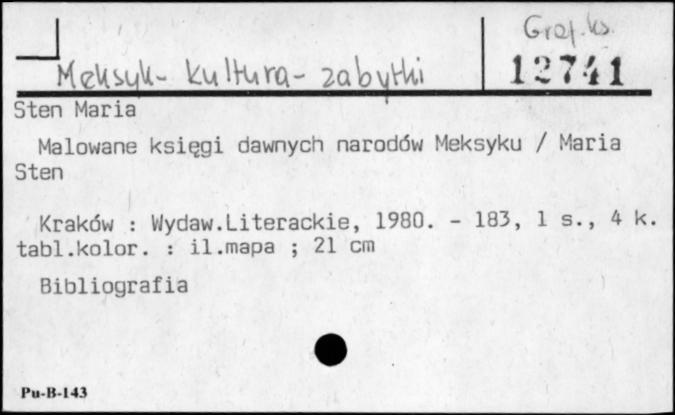 Graf. ks.
Meksyk - kultura - zabytki
12741
Sten Maria
Malowane księgi dawnych narodów Meksyku / Maria
Sten
Kraków : Wydaw.Literackie, 1980. - 183, 1 s., 4 k.
tabl.kolor. : il.mapa ; 21 cm
Bibliografia
Pu-B-143